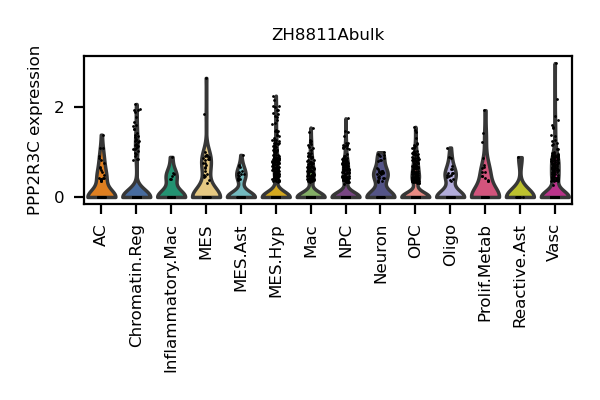 ZH8811Abulk
PPP2R3C expression
2
0
AC
Chromatin.Reg
Inflammatory.Mac
MES
MES.Ast
MES.Hyp
Mac
NPC
Neuron
OPC
Oligo
Prolif.Metab
Reactive.Ast
Vasc